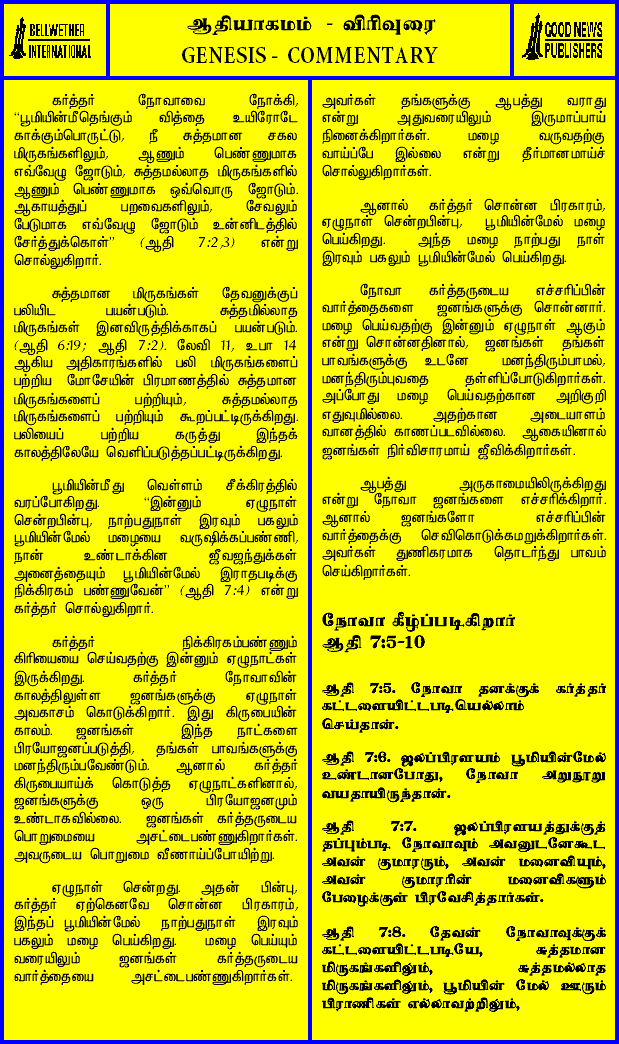 BELLWETHER
INTERNATIONAL
ஆதியாகமம் - விரிவுரை
GENESIS - COMMENTARY
GOOD NEWS
PUBLISHERS
கர்த்தர் நோவாவை நோக்கி,
“பூமியின்மீதெங்கும் வித்தை உயிரோடே
காக்கும்பொருட்டு, நீ சுத்தமான சகல
மிருகங்களிலும், ஆணும் பெண்ணுமாக
எவ்வேழு ஜோடும், சுத்தமல்லாத மிருகங்களில்
ஆணும் பெண்ணுமாக ஒவ்வொரு ஜோடும்.
ஆகாயத்துப் பறவைகளிலும், சேவலும்
பேடுமாக எவ்வேழு ஜோடும் உன்னிடத்தில்
சேர்த்துக்கொள்” (ஆதி 7:2,3) என்று
சொல்லுகிறார்.
சுத்தமான மிருகங்கள் தேவனுக்குப்
பலியிட பயன்படும். சுத்தமில்லாத
மிருகங்கள் இனவிருத்திக்காகப் பயன்படும்.
(ஆதி 6:19; ஆதி 7:2). லேவி 11, உபா 14
ஆகிய அதிகாரங்களில் பலி மிருகங்களைப்
பற்றிய மோசேயின் பிரமாணத்தில் சுத்தமான
மிருகங்களைப் பற்றியும், சுத்தமல்லாத
மிருகங்களைப் பற்றியும் கூறப்பட்டிருக்கிறது.
பலியைப் பற்றிய கருத்து இந்தக்
காலத்திலேயே வெளிப்படுத்தப்பட்டிருக்கிறது.
பூமியின்மீது வெள்ளம் சீக்கிரத்தில்
வரப்போகிறது. “இன்னும் ஏழுநாள்
சென்றபின்பு, நாற்பதுநாள் இரவும் பகலும்
பூமியின்மேல் மழையை வருஷிக்கப்பண்ணி,
நான் உண்டாக்கின ஜீவஜந்துக்கள்
அனைத்தையும் பூமியின்மேல் இராதபடிக்கு
நிக்கிரகம் பண்ணுவேன்” (ஆதி 7:4) என்று
கர்த்தர் சொல்லுகிறார்.
கர்த்தர் நிக்கிரகம்பண்ணும்
கிரியையை செய்வதற்கு இன்னும் ஏழுநாட்கள்
இருக்கிறது. கர்த்தர் நோவாவின்
காலத்திலுள்ள ஜனங்களுக்கு ஏழுநாள்
அவகாசம் கொடுக்கிறார். இது கிருபையின்
காலம். ஜனங்கள் இந்த நாட்களை
பிரயோஜனப்படுத்தி, தங்கள் பாவங்களுக்கு
மனந்திரும்பவேண்டும். ஆனால் கர்த்தர்
கிருபையாய்க் கொடுத்த ஏழுநாட்களினால்,
ஜனங்களுக்கு ஒரு பிரயோஜனமும்
உண்டாகவில்லை. ஜனங்கள் கர்த்தருடைய
பொறுமையை அசட்டைபண்ணுகிறார்கள்.
அவருடைய பொறுமை வீணாய்ப்போயிற்று.
ஏழுநாள் சென்றது. அதன் பின்பு,
கர்த்தர் ஏற்கெனவே சொன்ன பிரகாரம்,
இந்தப் பூமியின்மேல் நாற்பதுநாள் இரவும்
பகலும் மழை பெய்கிறது. மழை பெய்யும்
வரையிலும் ஜனங்கள் கர்த்தருடைய
வார்த்தையை அசட்டைபண்ணுகிறார்கள்.
அவர்கள் தங்களுக்கு ஆபத்து வராது
என்று அதுவரையிலும் இருமாப்பாய்
நினைக்கிறார்கள். மழை வருவதற்கு
வாய்ப்பே இல்லை என்று தீர்மானமாய்ச்
சொல்லுகிறார்கள்.
ஆனால் கர்த்தர் சொன்ன பிரகாரம்,
ஏழுநாள் சென்றபின்பு, பூமியின்மேல் மழை
பெய்கிறது. அந்த மழை நாற்பது நாள்
இரவும் பகலும் பூமியின்மேல் பெய்கிறது.
நோவா கர்த்தருடைய எச்சரிப்பின்
வார்த்தைகளை ஜனங்களுக்கு சொன்னார்.
மழை பெய்வதற்கு இன்னும் ஏழுநாள் ஆகும்
என்று சொன்னதினால், ஜனங்கள் தங்கள்
பாவங்களுக்கு உடனே மனந்திரும்பாமல்,
மனந்திரும்புவதை தள்ளிப்போடுகிறார்கள்.
அப்போது மழை பெய்வதற்கான அறிகுறி
எதுவுமில்லை. அதற்கான அடையாளம்
வானத்தில் காணப்படவில்லை. ஆகையினால்
ஜனங்கள் நிர்விசாரமாய் ஜீவிக்கிறார்கள்.
ஆபத்து அருகாமையிலிருக்கிறது
என்று நோவா ஜனங்களை எச்சரிக்கிறார்.
ஆனால் ஜனங்களோ எச்சரிப்பின்
வார்த்தைக்கு செவிகொடுக்கமறுக்கிறார்கள்.
அவர்கள் துணிகரமாக தொடர்ந்து பாவம்
செய்கிறார்கள்.
நோவா கீழ்ப்படிகிறார்
ஆதி 7:5-10
ஆதி 7:5. நோவா தனக்குக் கர்த்தர்
கட்டளையிட்டபடியெல்லாம்
செய்தான்.
ஆதி 7:6. ஜலப்பிரளயம் பூமியின்மேல்
உண்டானபோது, நோவா அறுநூறு
வயதாயிருந்தான்.
ஆதி 7:7. ஜலப்பிரளயத்துக்குத்
தப்பும்படி நோவாவும் அவனுடனேகூட
அவன் குமாரரும், அவன் மனைவியும்,
அவன் குமாரரின் மனைவிகளும்
பேழைக்குள் பிரவேசித்தார்கள்.
ஆதி 7:8. தேவன் நோவாவுக்குக்
கட்டளையிட்டபடியே, சுத்தமான
மிருகங்களிலும், சுத்தமல்லாத
மிருகங்களிலும், பூமியின் மேல் ஊரும்
பிராணிகள் எல்லாவற்றிலும்,